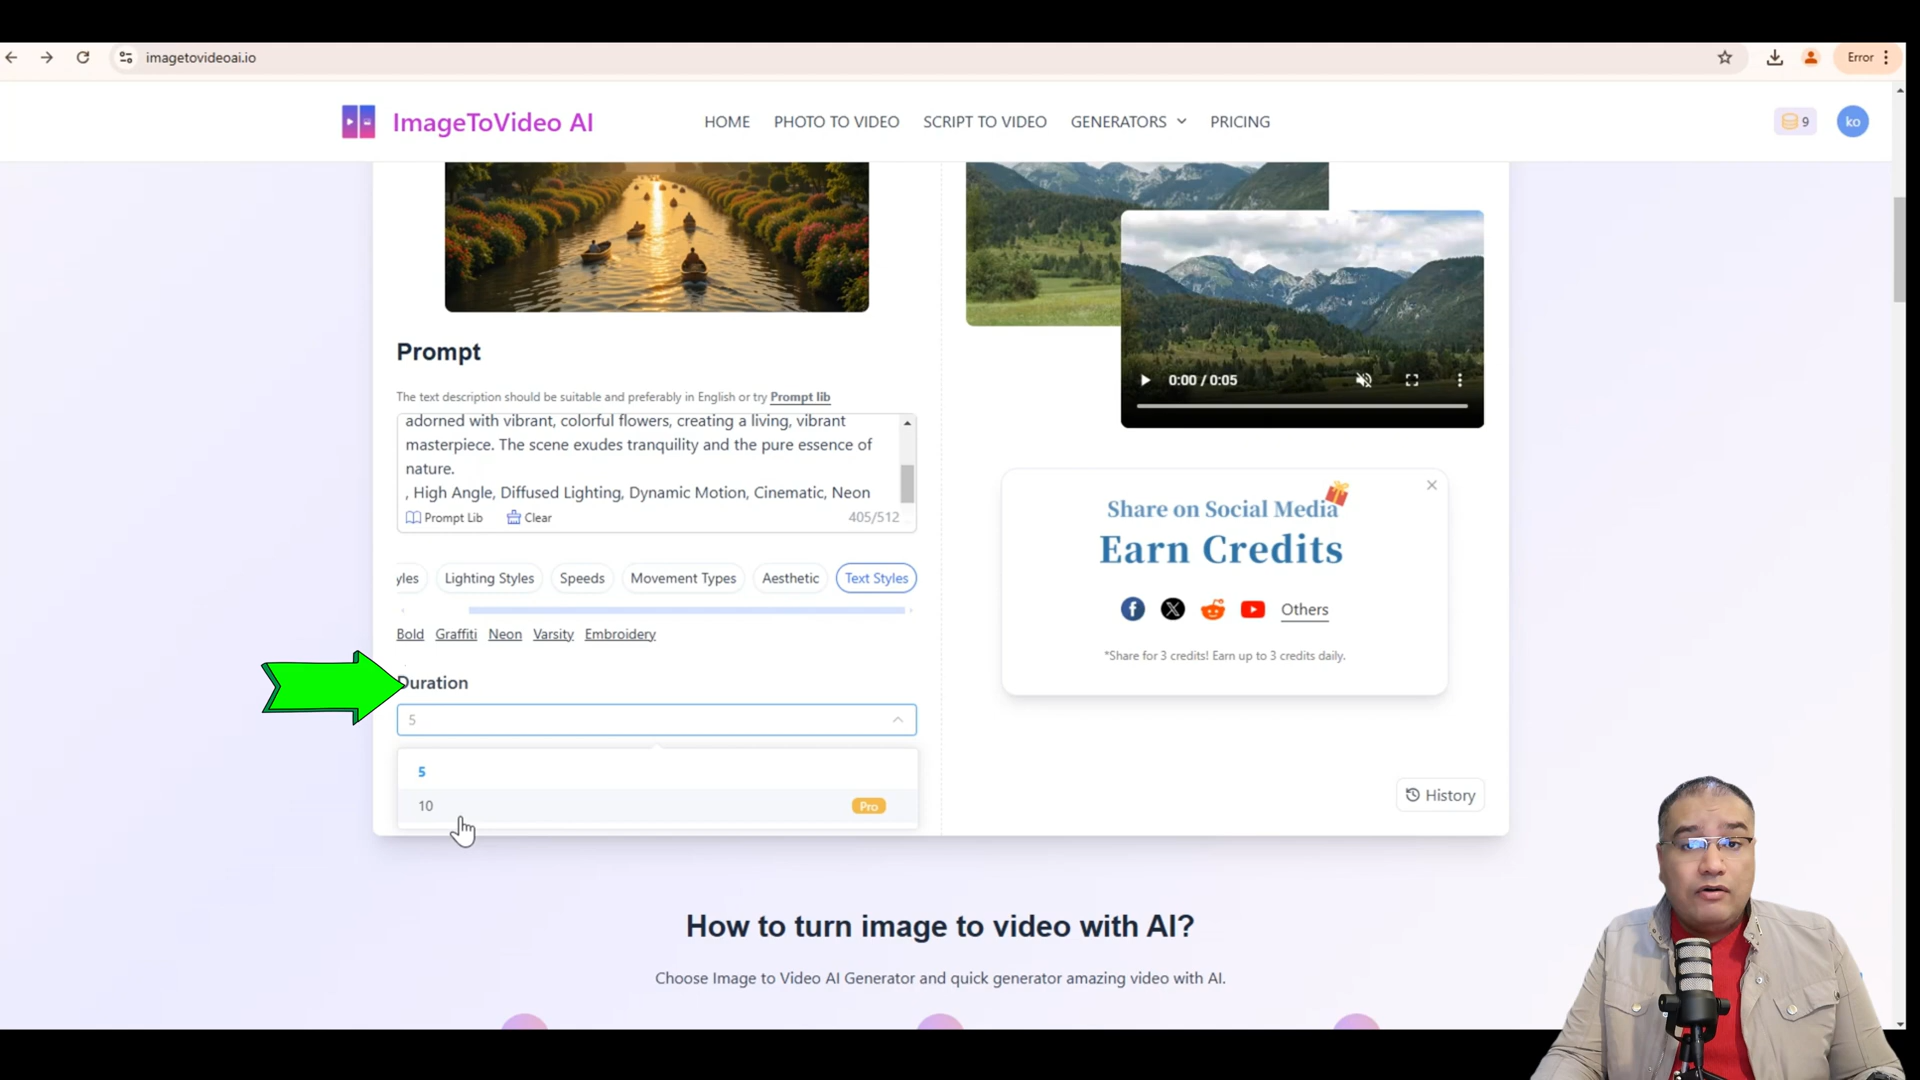 imagetovideoai.io
Error
ImageToVideo AI
HOME
PHOTO TO VIDEO
SCRIPT TO VIDEO
GENERATORS
PRICING
9
ko
0:00 / 0:05
Prompt
The text description should be suitable and preferably in English or try Prompt lib
adorned with vibrant, colorful flowers, creating a living, vibrant
masterpiece. The scene exudes tranquility and the pure essence of
nature.
, High Angle, Diffused Lighting, Dynamic Motion, Cinematic, Neon
Prompt Lib
Clear
405/512
yles
Lighting Styles
Speeds
Movement Types
Aesthetic
Text Styles
Bold
Graffiti
Neon
Varsity
Embroidery
Duration
5
5
10
Pro
Share on Social Media
Earn Credits
Others
*Share for 3 credits! Earn up to 3 credits daily.
History
How to turn image to video with AI?
Choose Image to Video AI Generator and quick generator amazing video with AI.